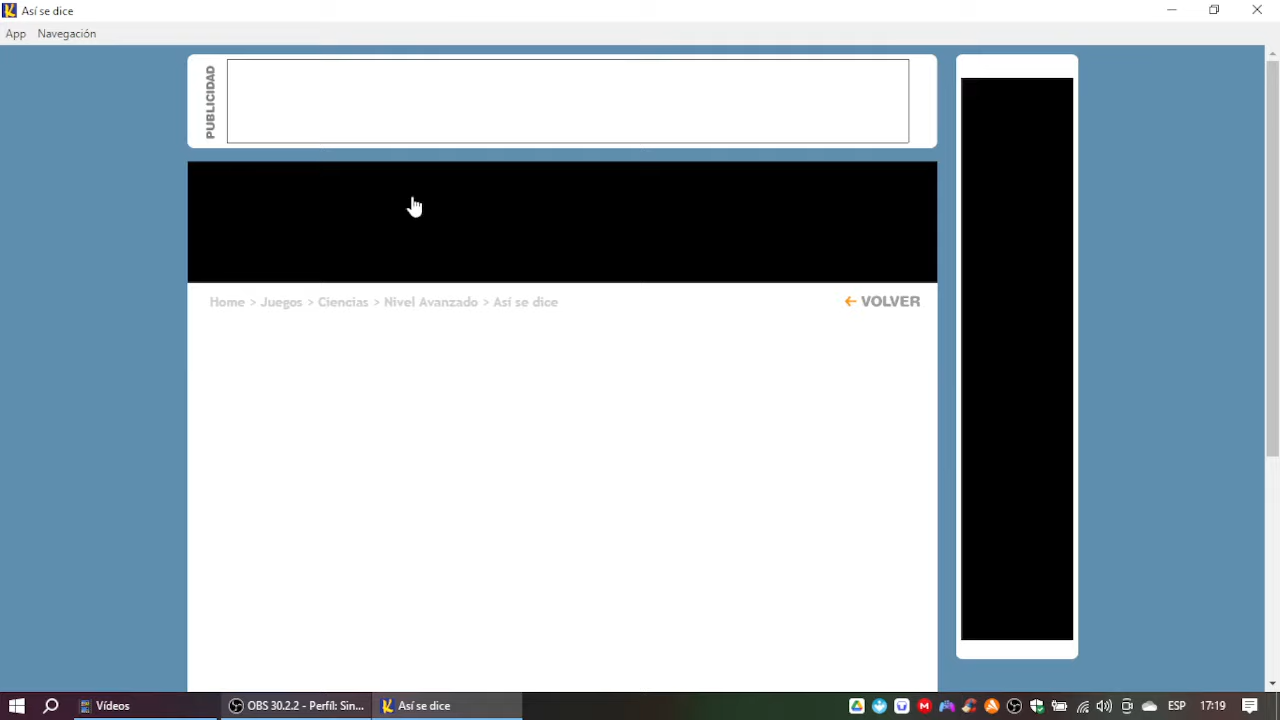 Así se dice
App Navegación
PUBLICIDAD
Home > Juegos > Ciencias > Nivel Avanzado > Así se dice
VOLVER
Vídeos
OBS 30.2.2 - Perfil: Sin...
Así se dice
ESP
17:19